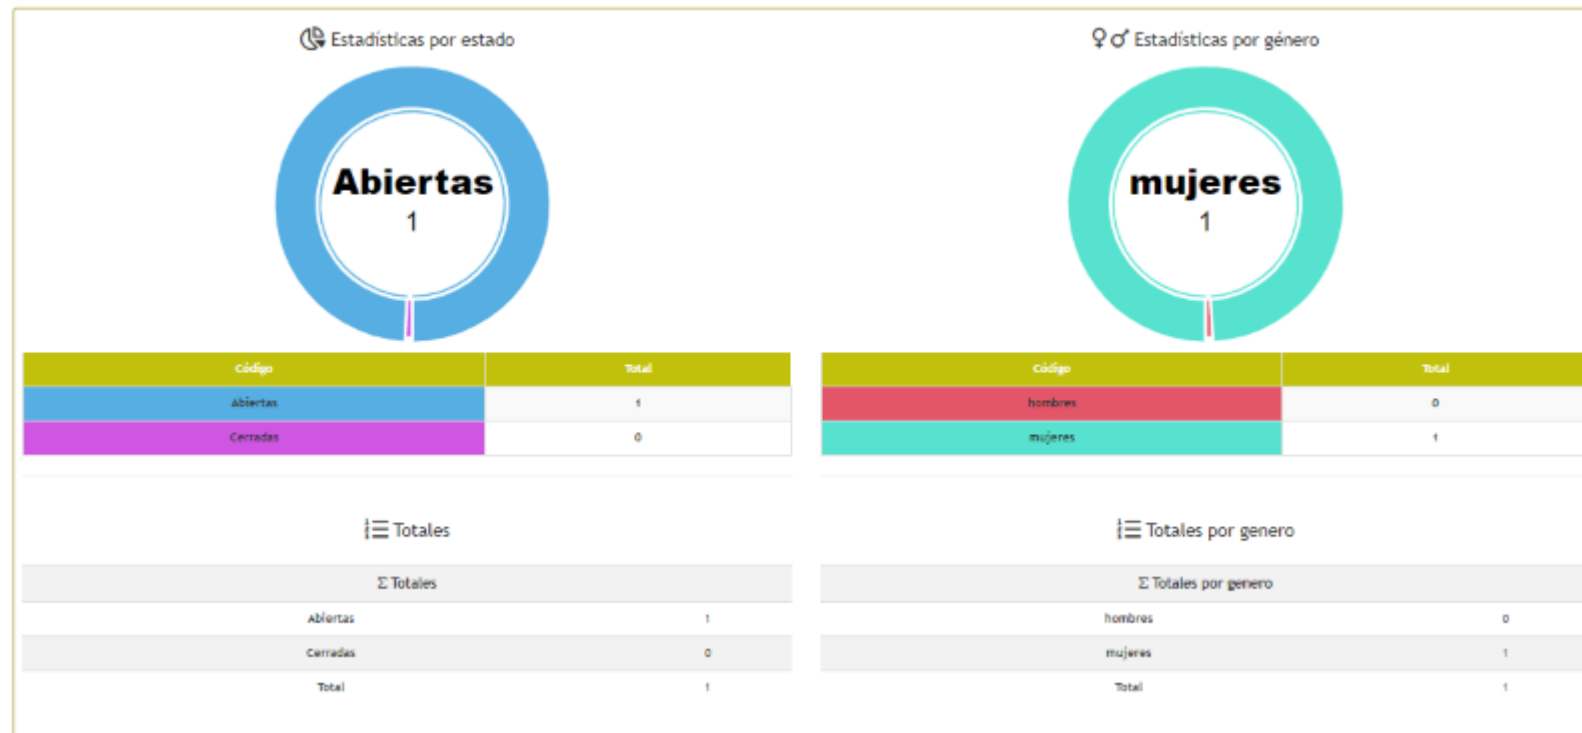 Estadísticas por estado
Abiertas
1
Código Total
Abiertas 1
Cerradas 0
Totales
Σ Totales
Abiertas 1
Cerradas 0
Total 1
Estadísticas por género
mujeres
1
Código Total
hombres 0
mujeres 1
Totales por genero
Σ Totales por genero
hombres 0
mujeres 1
Total 1